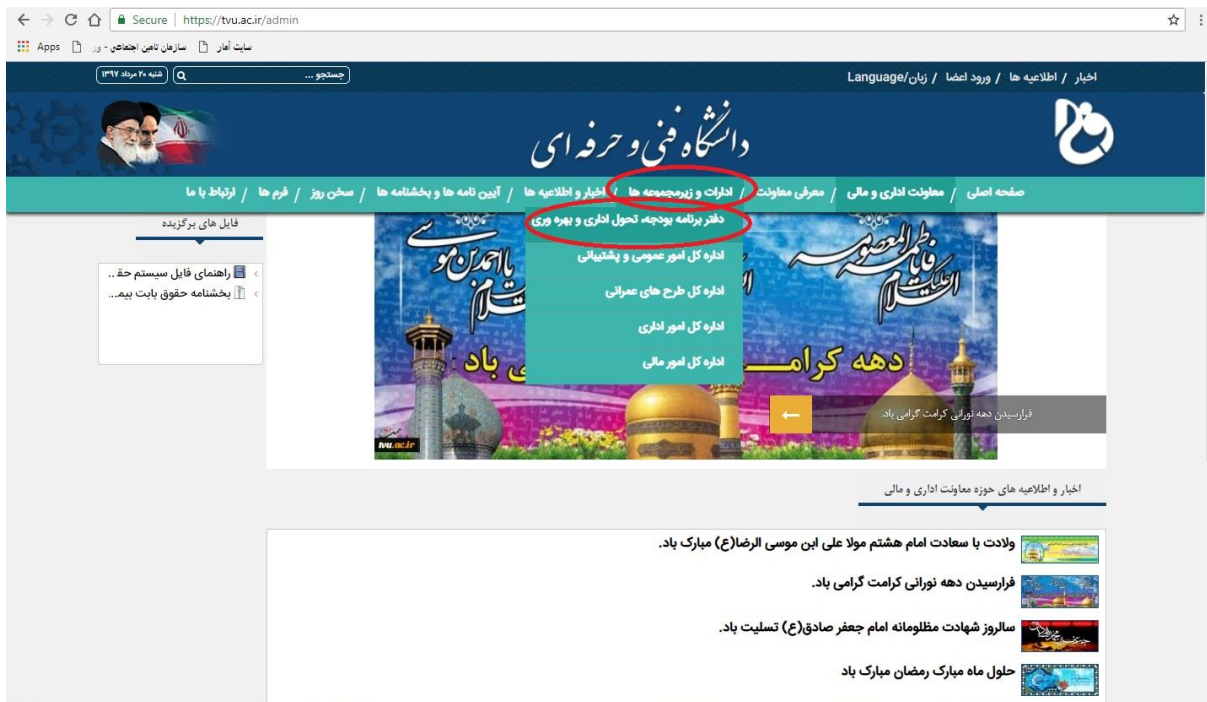 Secure | https://tvu.ac.ir/admin
Apps سازمان تامین اجتماعی - ور سایت آمار
اخبار / اطلاعیه ها / ورود اعضا / زبان/Language
جستجو ...
شنبه ۲۰ مرداد ۱۳۹۷
دانشگاه فنی و حرفه ای
صفحه اصلی / معاونت اداری و مالی / معرفی معاونت / ادارات و زیرمجموعه ها / اخبار و اطلاعیه ها / آیین نامه ها و بخشنامه ها / سخن روز / فرم ها / ارتباط با ما
دفتر برنامه بودجه، تحول اداری و بهره وری
اداره کل امور عمومی و پشتیبانی
اداره کل طرح های عمرانی
اداره کل امور اداری
اداره کل امور مالی
فایل های برگزیده
راهنمای فایل سیستم حقـ ..
بخشنامه حقوق بابت بیمـ...
دهه کرامـ
ی باد
tvu.ac.ir
فرارسیدن دهه نورانی کرامت گرامی باد.
اخبار و اطلاعیه های حوزه معاونت اداری و مالی
ولادت با سعادت امام هشتم مولا علی ابن موسی الرضا(ع) مبارک باد.
فرارسیدن دهه نورانی کرامت گرامی باد.
سالروز شهادت مظلومانه امام جعفر صادق(ع) تسلیت باد.
حلول ماه مبارک رمضان مبارک باد